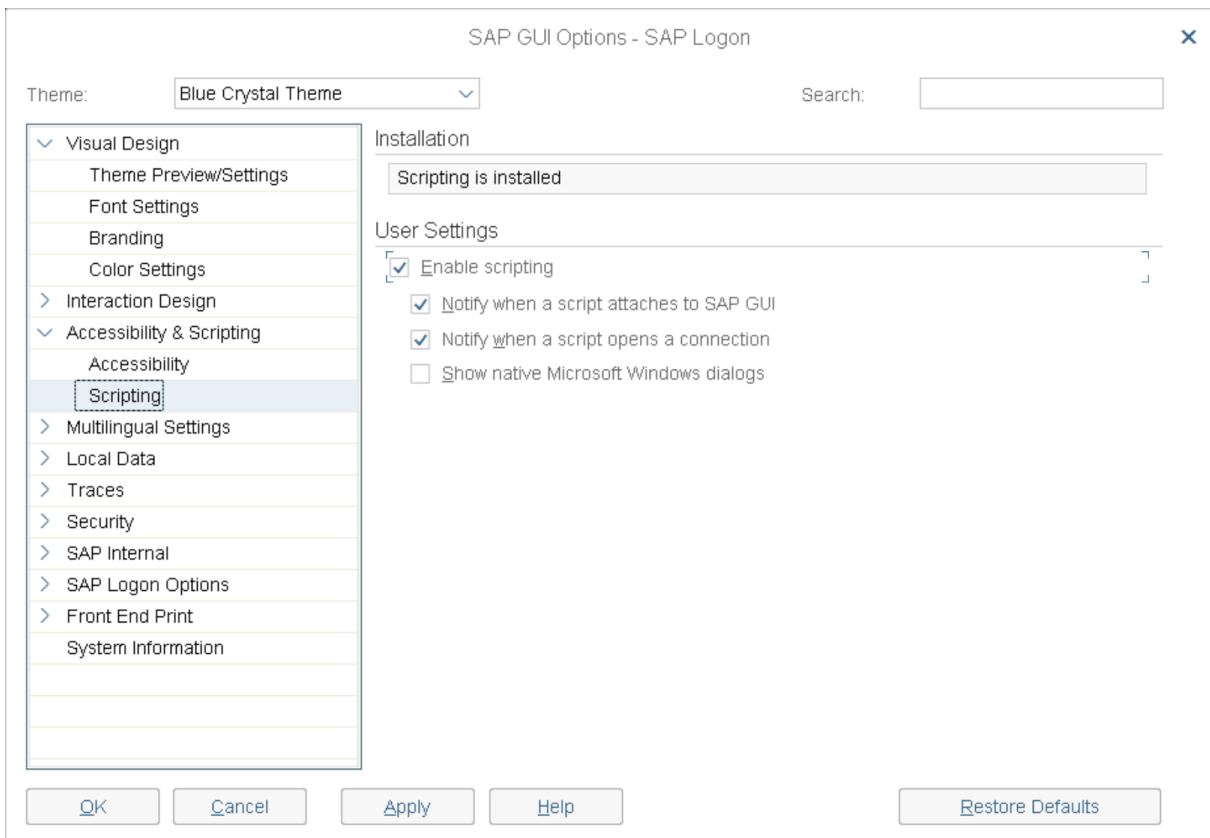 SAP GUI Options - SAP Logon
Theme: Blue Crystal Theme Search:
Visual Design
Theme Preview/Settings
Font Settings
Branding
Color Settings
Interaction Design
Accessibility & Scripting
Accessibility
Scripting
Multilingual Settings
Local Data
Traces
Security
SAP Internal
SAP Logon Options
Front End Print
System Information
Installation
Scripting is installed
User Settings
Enable scripting
Notify when a script attaches to SAP GUI
Notify when a script opens a connection
Show native Microsoft Windows dialogs
OK Cancel Apply Help Restore Defaults